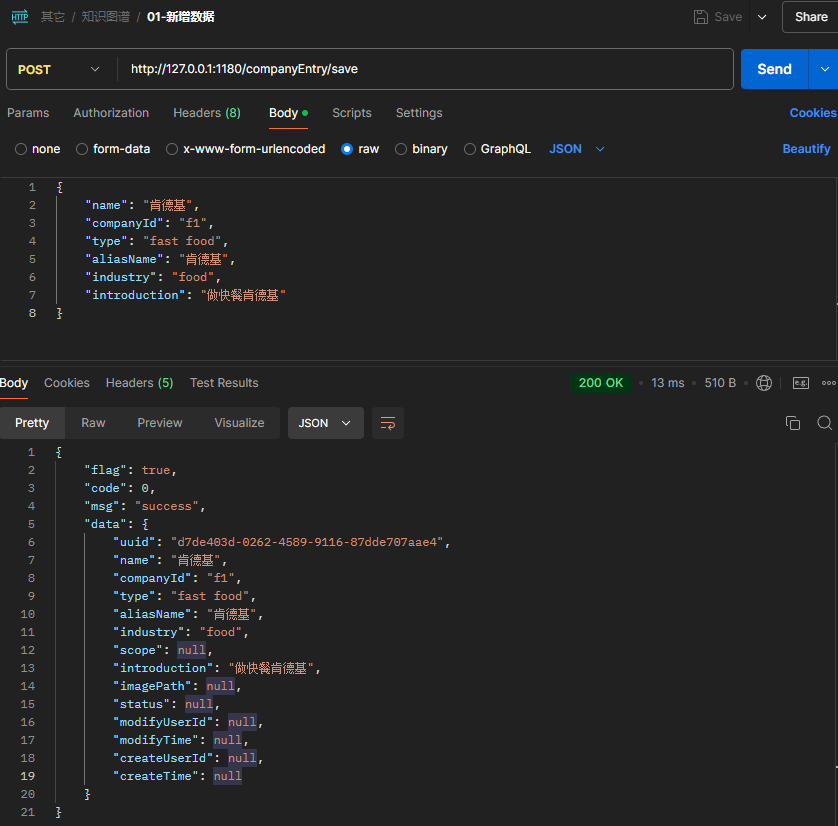 HTTP 其它 / 知识图谱 / 01-新增数据 Save Share
POST http://127.0.0.1:1180/companyEntry/save Send
Params Authorization Headers (8) Body Scripts Settings Cookies
none form-data x-www-form-urlencoded raw binary GraphQL JSON Beautify
1 {
2 "name": "肯德基",
3 "companyId": "f1",
4 "type": "fast food",
5 "aliasName": "肯德基",
6 "industry": "food",
7 "introduction": "做快餐肯德基"
8 }
Body Cookies Headers (5) Test Results 200 OK 13 ms 510 B e.g.
Pretty Raw Preview Visualize JSON
1 {
2 "flag": true,
3 "code": 0,
4 "msg": "success",
5 "data": {
6 "uuid": "d7de403d-0262-4589-9116-87dde707aae4",
7 "name": "肯德基",
8 "companyId": "f1",
9 "type": "fast food",
10 "aliasName": "肯德基",
11 "industry": "food",
12 "scope": null,
13 "introduction": "做快餐肯德基",
14 "imagePath": null,
15 "status": null,
16 "modifyUserId": null,
17 "modifyTime": null,
18 "createUserId": null,
19 "createTime": null
20 }
21 }